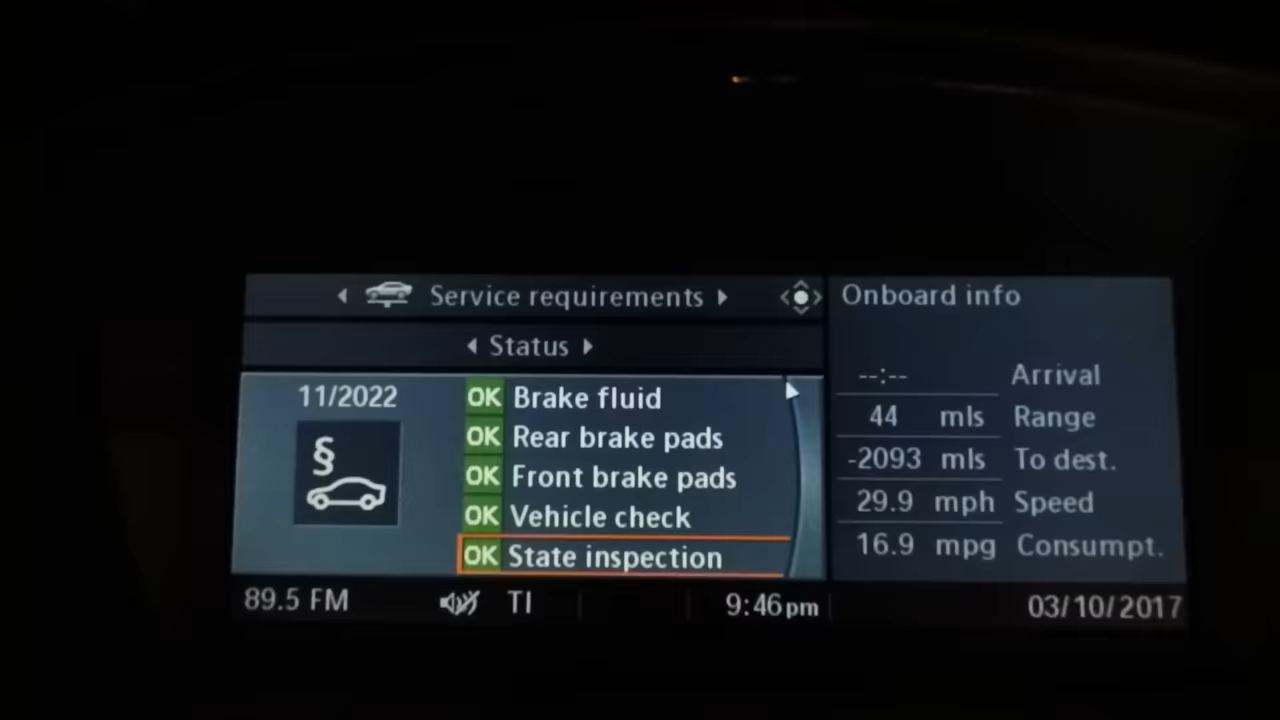 Service requirements
Status
11/2022
§
OK Brake fluid
OK Rear brake pads
OK Front brake pads
OK Vehicle check
OK State inspection
Onboard info
--:-- Arrival
44 mls Range
-2093 mls To dest.
29.9 mph Speed
16.9 mpg Consumpt.
89.5 FM TI 9:46pm 03/10/2017